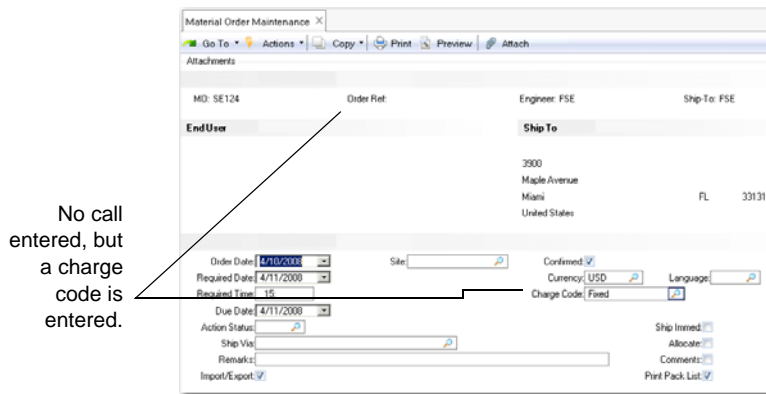 Material Order Maintenance ×
Go To Actions Copy Print Preview Attach
Attachments
MO: SE124 Order Ref: Engineer: FSE Ship-To: FSE
End User Ship To
3900
Maple Avenue
Miami FL 33131
United States
No call
entered, but
a charge
code is
entered.
Order Date: 4/10/2008 Site: Confirmed:
Required Date: 4/11/2008 Currency: USD Language:
Required Time: 15: Charge Code: Fixed
Due Date: 4/11/2008
Action Status: Ship Immed:
Ship Via: Allocate:
Remarks: Comments:
Import/Export: Print Pack List: